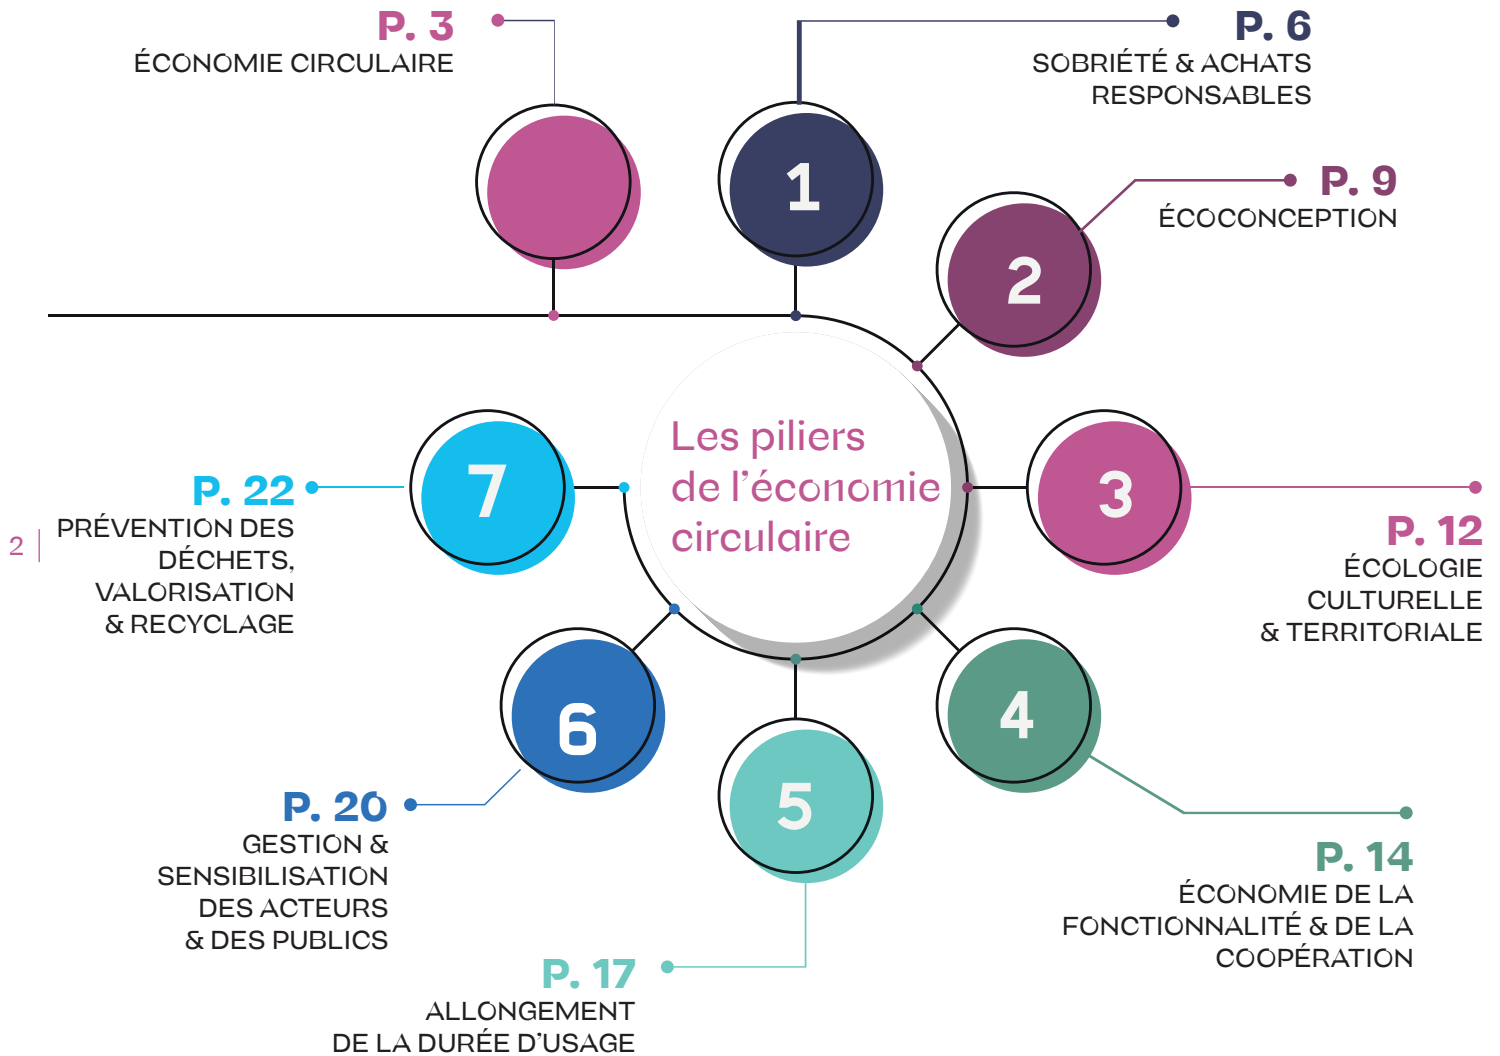 P. 3
ÉCONOMIE CIRCULAIRE
P. 6
SOBRIÉTÉ & ACHATS
RESPONSABLES
1
P. 9
ÉCOCONCEPTION
2
Les piliers
de l'économie
circulaire
3
P. 12
ÉCOLOGIE
CULTURELLE
& TERRITORIALE
4
P. 14
ÉCONOMIE DE LA
FONCTIONNALITÉ & DE LA
COOPÉRATION
5
P. 17
ALLONGEMENT
DE LA DURÉE D'USAGE
6
P. 20
GESTION &
SENSIBILISATION
DES ACTEURS
& DES PUBLICS
7
P. 22
PRÉVENTION DES
DÉCHETS,
VALORISATION
& RECYCLAGE
2